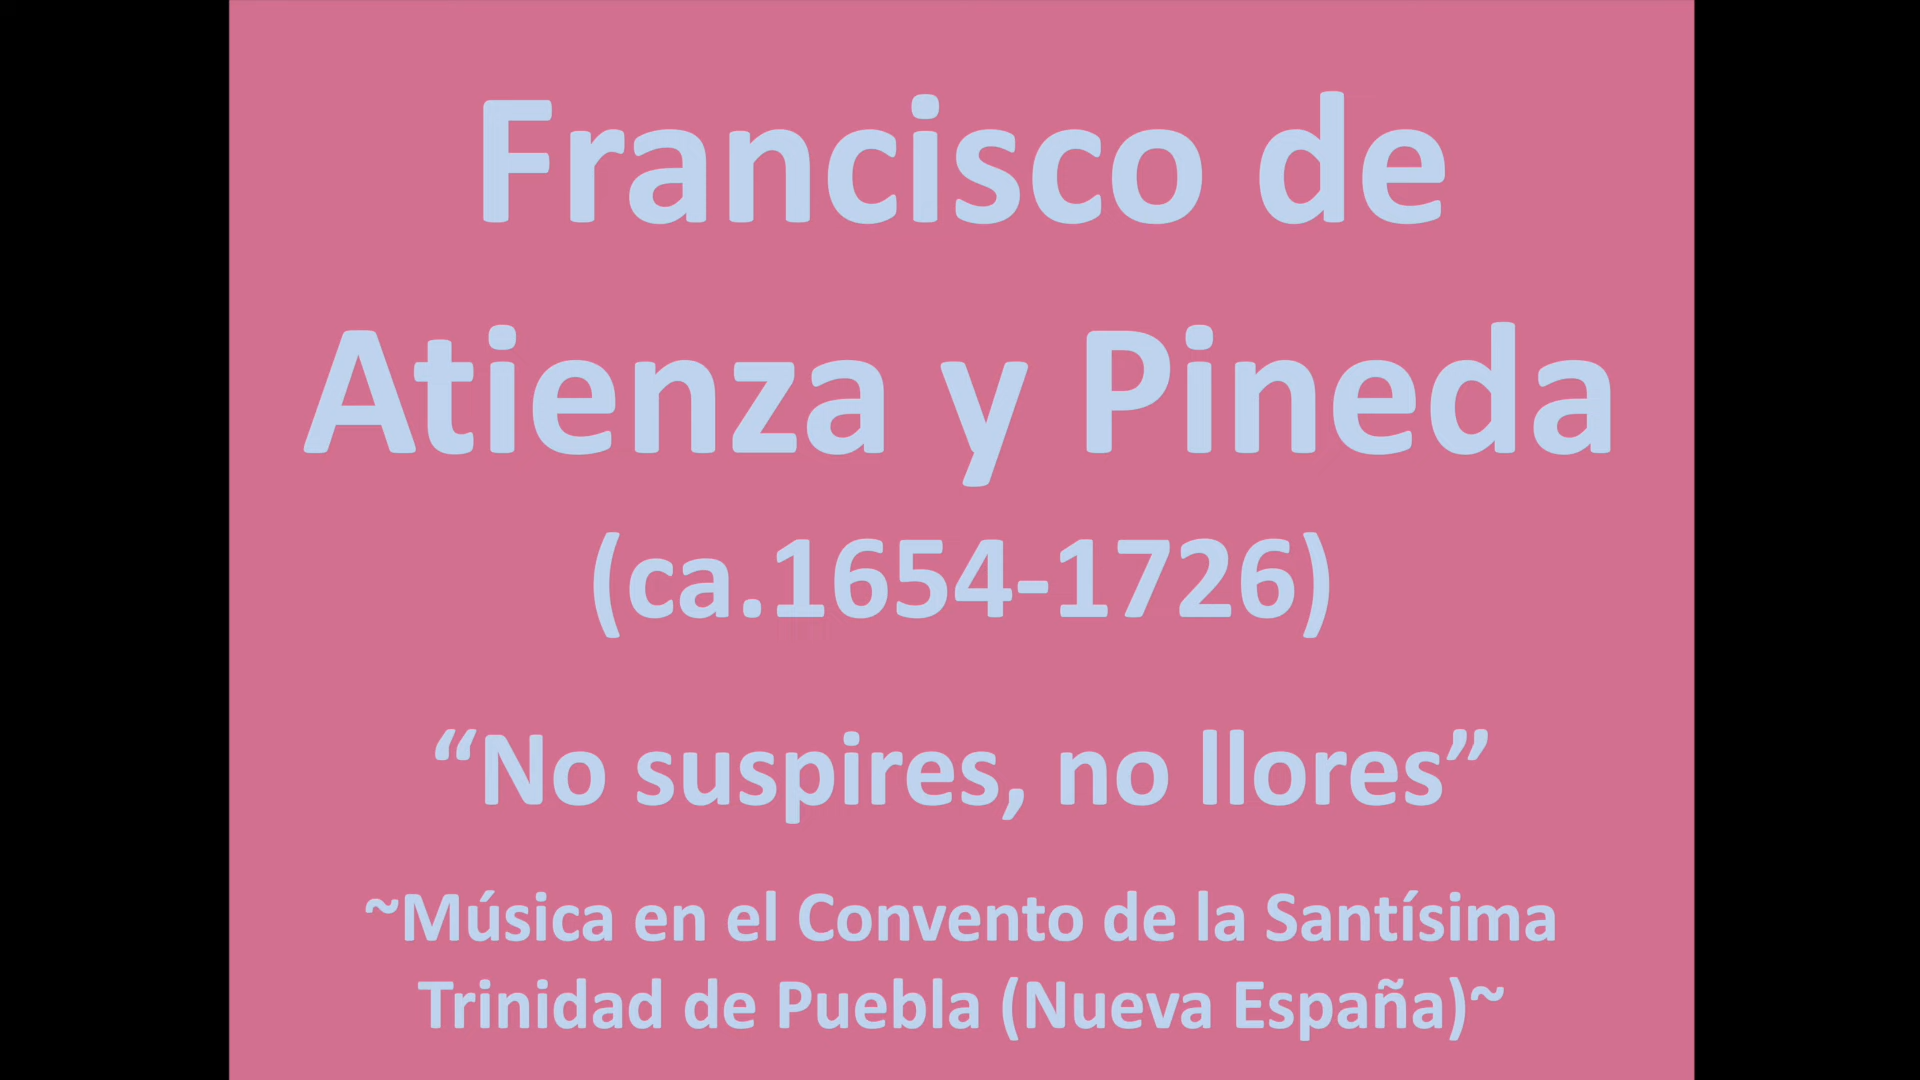 Francisco de
Atienza y Pineda
(ca.1654-1726)
“No suspires, no llores”
~Música en el Convento de la Santísima
Trinidad de Puebla (Nueva España)~